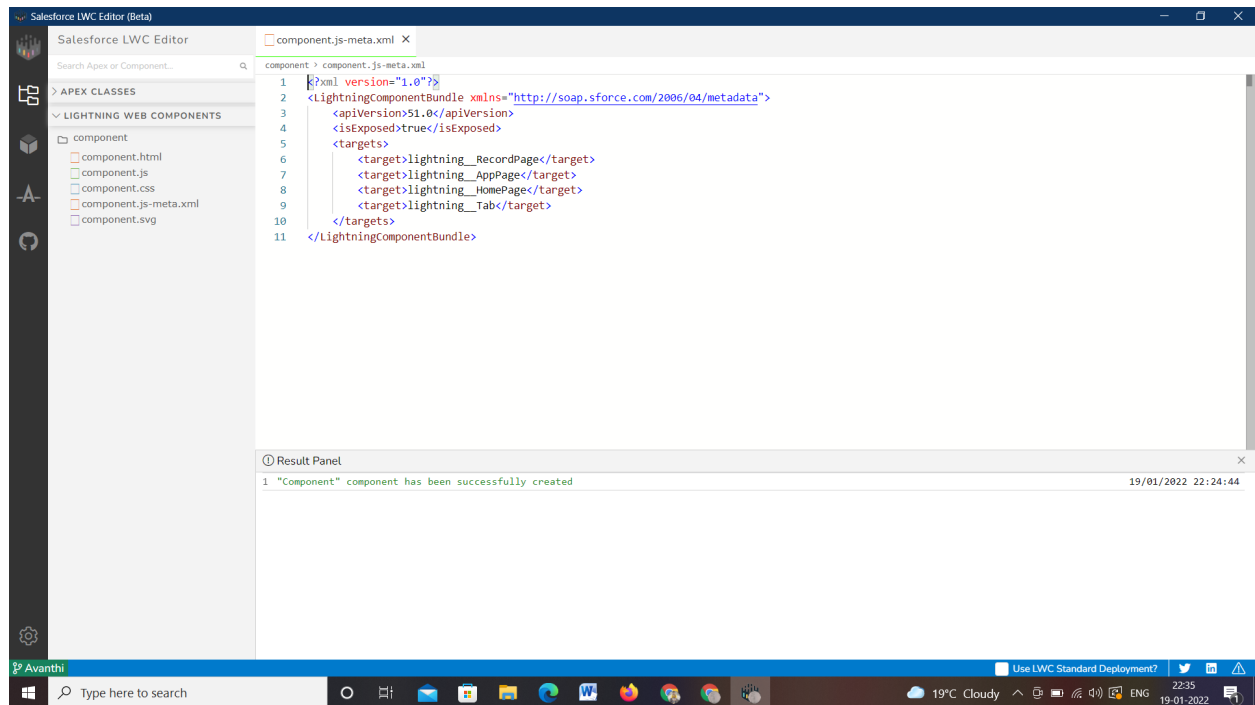 Salesforce LWC Editor (Beta)
Salesforce LWC Editor
component.js-meta.xml
Search Apex or Component...
component > component.js-meta.xml
APEX CLASSES
LIGHTNING WEB COMPONENTS
component
component.html
component.js
component.css
component.js-meta.xml
component.svg
1 <?xml version="1.0"?>
2 <LightningComponentBundle xmlns="http://soap.sforce.com/2006/04/metadata">
3 <apiVersion>51.0</apiVersion>
4 <isExposed>true</isExposed>
5 <targets>
6 <target>lightning__RecordPage</target>
7 <target>lightning__AppPage</target>
8 <target>lightning__HomePage</target>
9 <target>lightning__Tab</target>
10 </targets>
11 </LightningComponentBundle>
Result Panel
1 "Component" component has been successfully created 19/01/2022 22:24:44
Avanthi
Use LWC Standard Deployment?
Type here to search
19°C Cloudy
ENG
22:35
19-01-2022
1